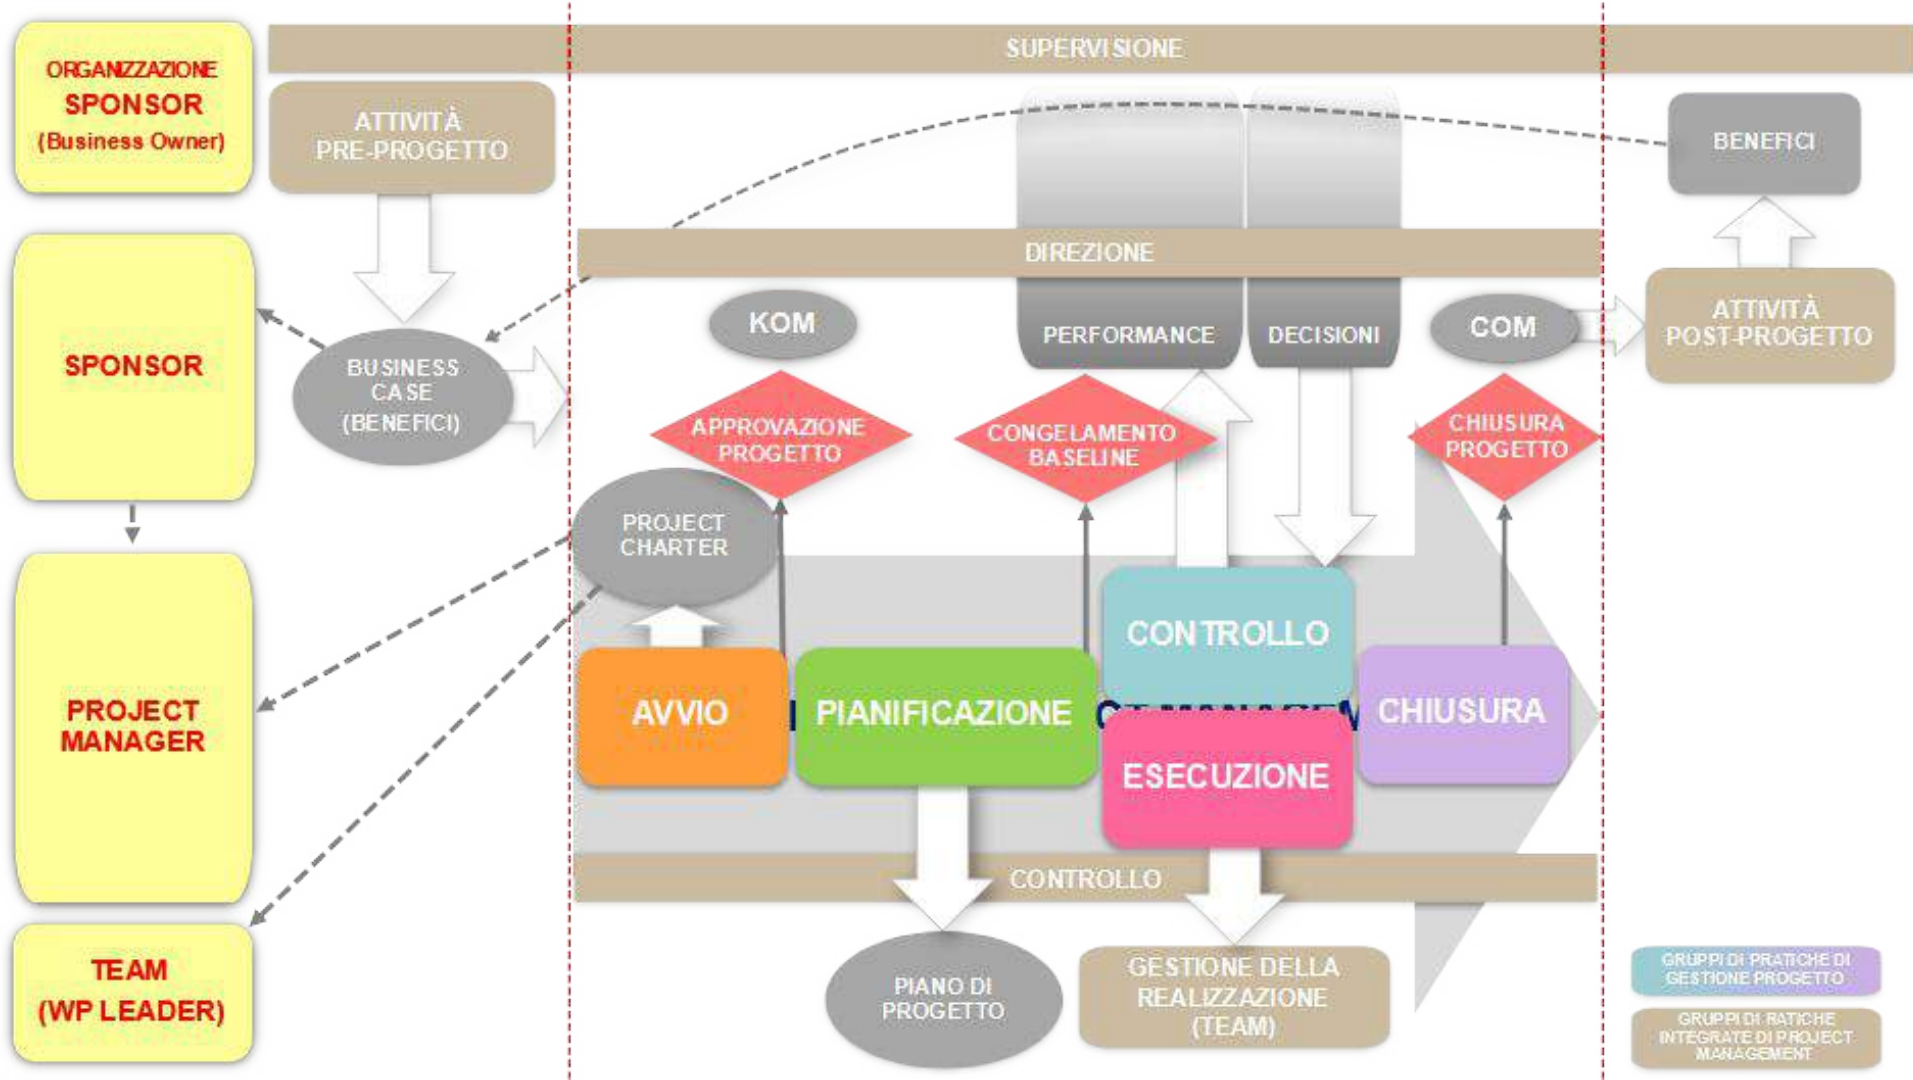 SUPERVISIONE
ORGANIZZAZIONE
SPONSOR
(Business Owner)
ATTIVITÀ
PRE-PROGETTO
BENEFICI
DIREZIONE
SPONSOR
BUSINESS
CASE
(BENEFICI)
KOM
PERFORMANCE
DECISIONI
COM
ATTIVITÀ
POST-PROGETTO
APPROVAZIONE
PROGETTO
CONGELAMENTO
BASELINE
CHIUSURA
PROGETTO
PROJECT
CHARTER
PROJECT
MANAGER
AVVIO
PIANIFICAZIONE
CONTROLLO
ESECUZIONE
CHIUSURA
CONTROLLO
TEAM
(WP LEADER)
PIANO DI
PROGETTO
GESTIONE DELLA
REALIZZAZIONE
(TEAM)
GRUPPI DI PRATICHE DI
GESTIONE PROGETTO
GRUPPI DI RATICHE
INTEGRATE DI PROJECT
MANAGEMENT